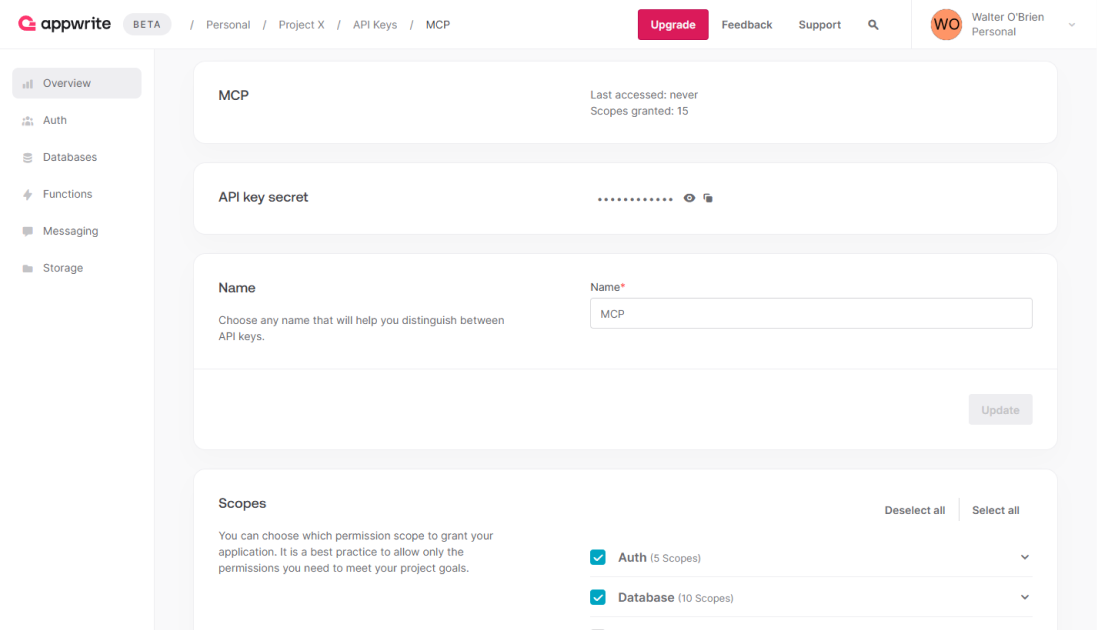 appwrite BETA / Personal / Project X / API Keys / MCP Upgrade Feedback Support WO Walter O'Brien
Personal
Overview
Auth
Databases
Functions
Messaging
Storage
MCP
Last accessed: never
Scopes granted: 15
API key secret ••••••••••••
Name
Choose any name that will help you distinguish between
API keys.
Name*
MCP
Update
Scopes
You can choose which permission scope to grant your
application. It is a best practice to allow only the
permissions you need to meet your project goals.
Deselect all Select all
Auth (5 Scopes)
Database (10 Scopes)